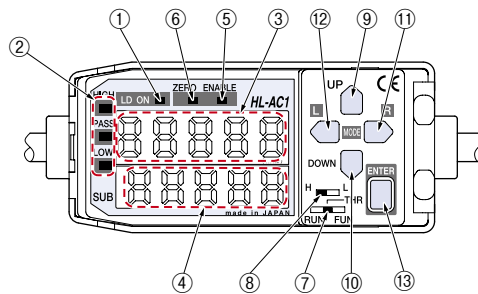 ① ⑥ ⑤ ③ ⑫ ⑨ ⑪
②
HIGH
LD ON
ZERO ENABLE
HL-AC1
PASS
LOW
SUB
made in JAPAN
UP
CE
L MODE R
DOWN
ENTER
H L
THR
RUN FUN
④ ⑧ ⑦ ⑩ ⑬